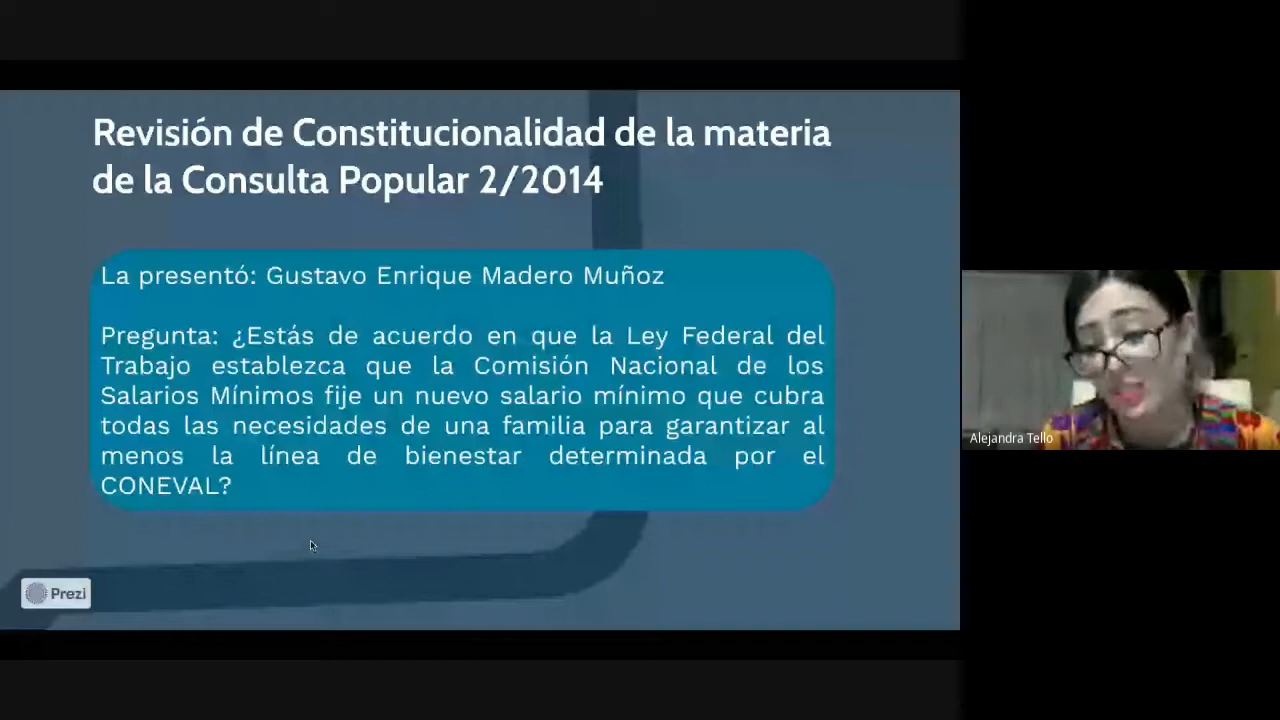 Revisión de Constitucionalidad de la materia
de la Consulta Popular 2/2014
La presentó: Gustavo Enrique Madero Muñoz
Pregunta: ¿Estás de acuerdo en que la Ley Federal del
Trabajo establezca que la Comisión Nacional de los
Salarios Mínimos fije un nuevo salario mínimo que cubra
todas las necesidades de una familia para garantizar al
menos la línea de bienestar determinada por el
CONEVAL?
Prezi
Alejandra Tello